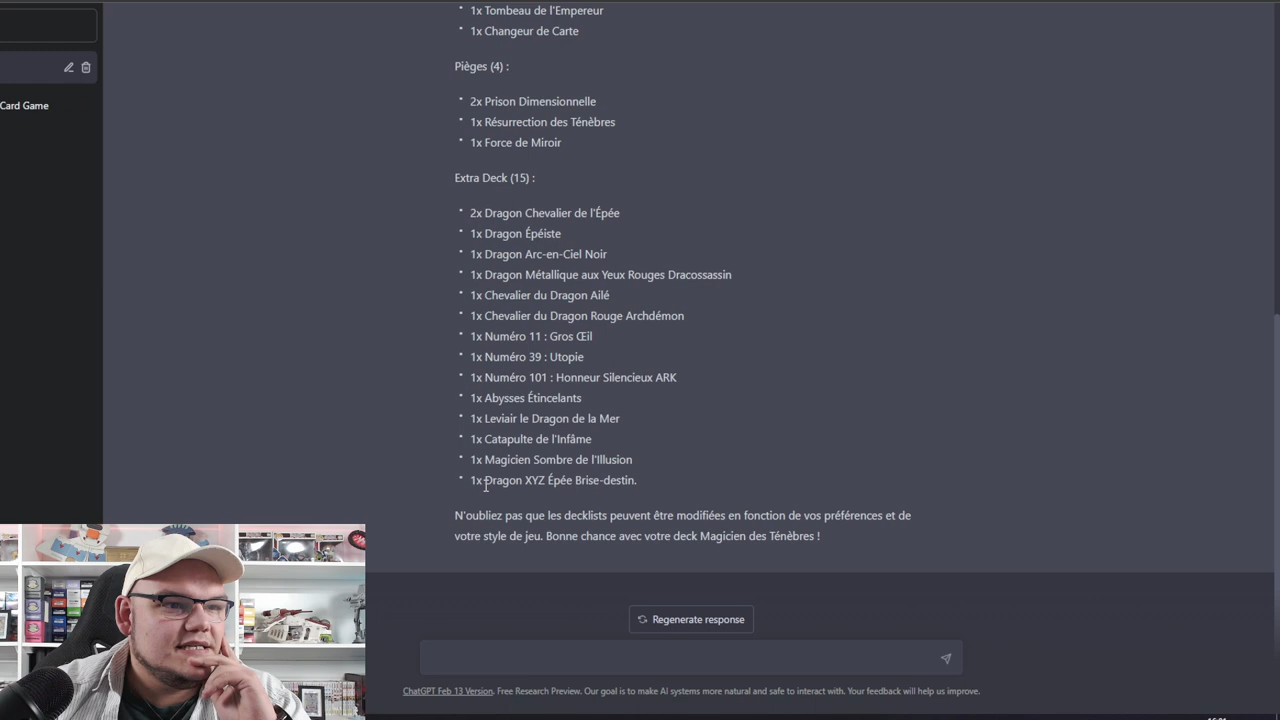 1x Tombeau de l'Empereur
1x Changeur de Carte
Card Game
Pièges (4) :
2x Prison Dimensionnelle
1x Résurrection des Ténèbres
1x Force de Miroir
Extra Deck (15) :
2x Dragon Chevalier de l'Épée
1x Dragon Épéiste
1x Dragon Arc-en-Ciel Noir
1x Dragon Métallique aux Yeux Rouges Dracossassin
1x Chevalier du Dragon Ailé
1x Chevalier du Dragon Rouge Archdémon
1x Numéro 11 : Gros Œil
1x Numéro 39 : Utopie
1x Numéro 101 : Honneur Silencieux ARK
1x Abysses Étincelants
1x Leviair le Dragon de la Mer
1x Catapulte de l'Infâme
1x Magicien Sombre de l'Illusion
1x Dragon XYZ Épée Brise-destin.
N'oubliez pas que les decklists peuvent être modifiées en fonction de vos préférences et de
votre style de jeu. Bonne chance avec votre deck Magicien des Ténèbres !
Regenerate response
ChatGPT Feb 13 Version. Free Research Preview. Our goal is to make AI systems more natural and safe to interact with. Your feedback will help us improve.